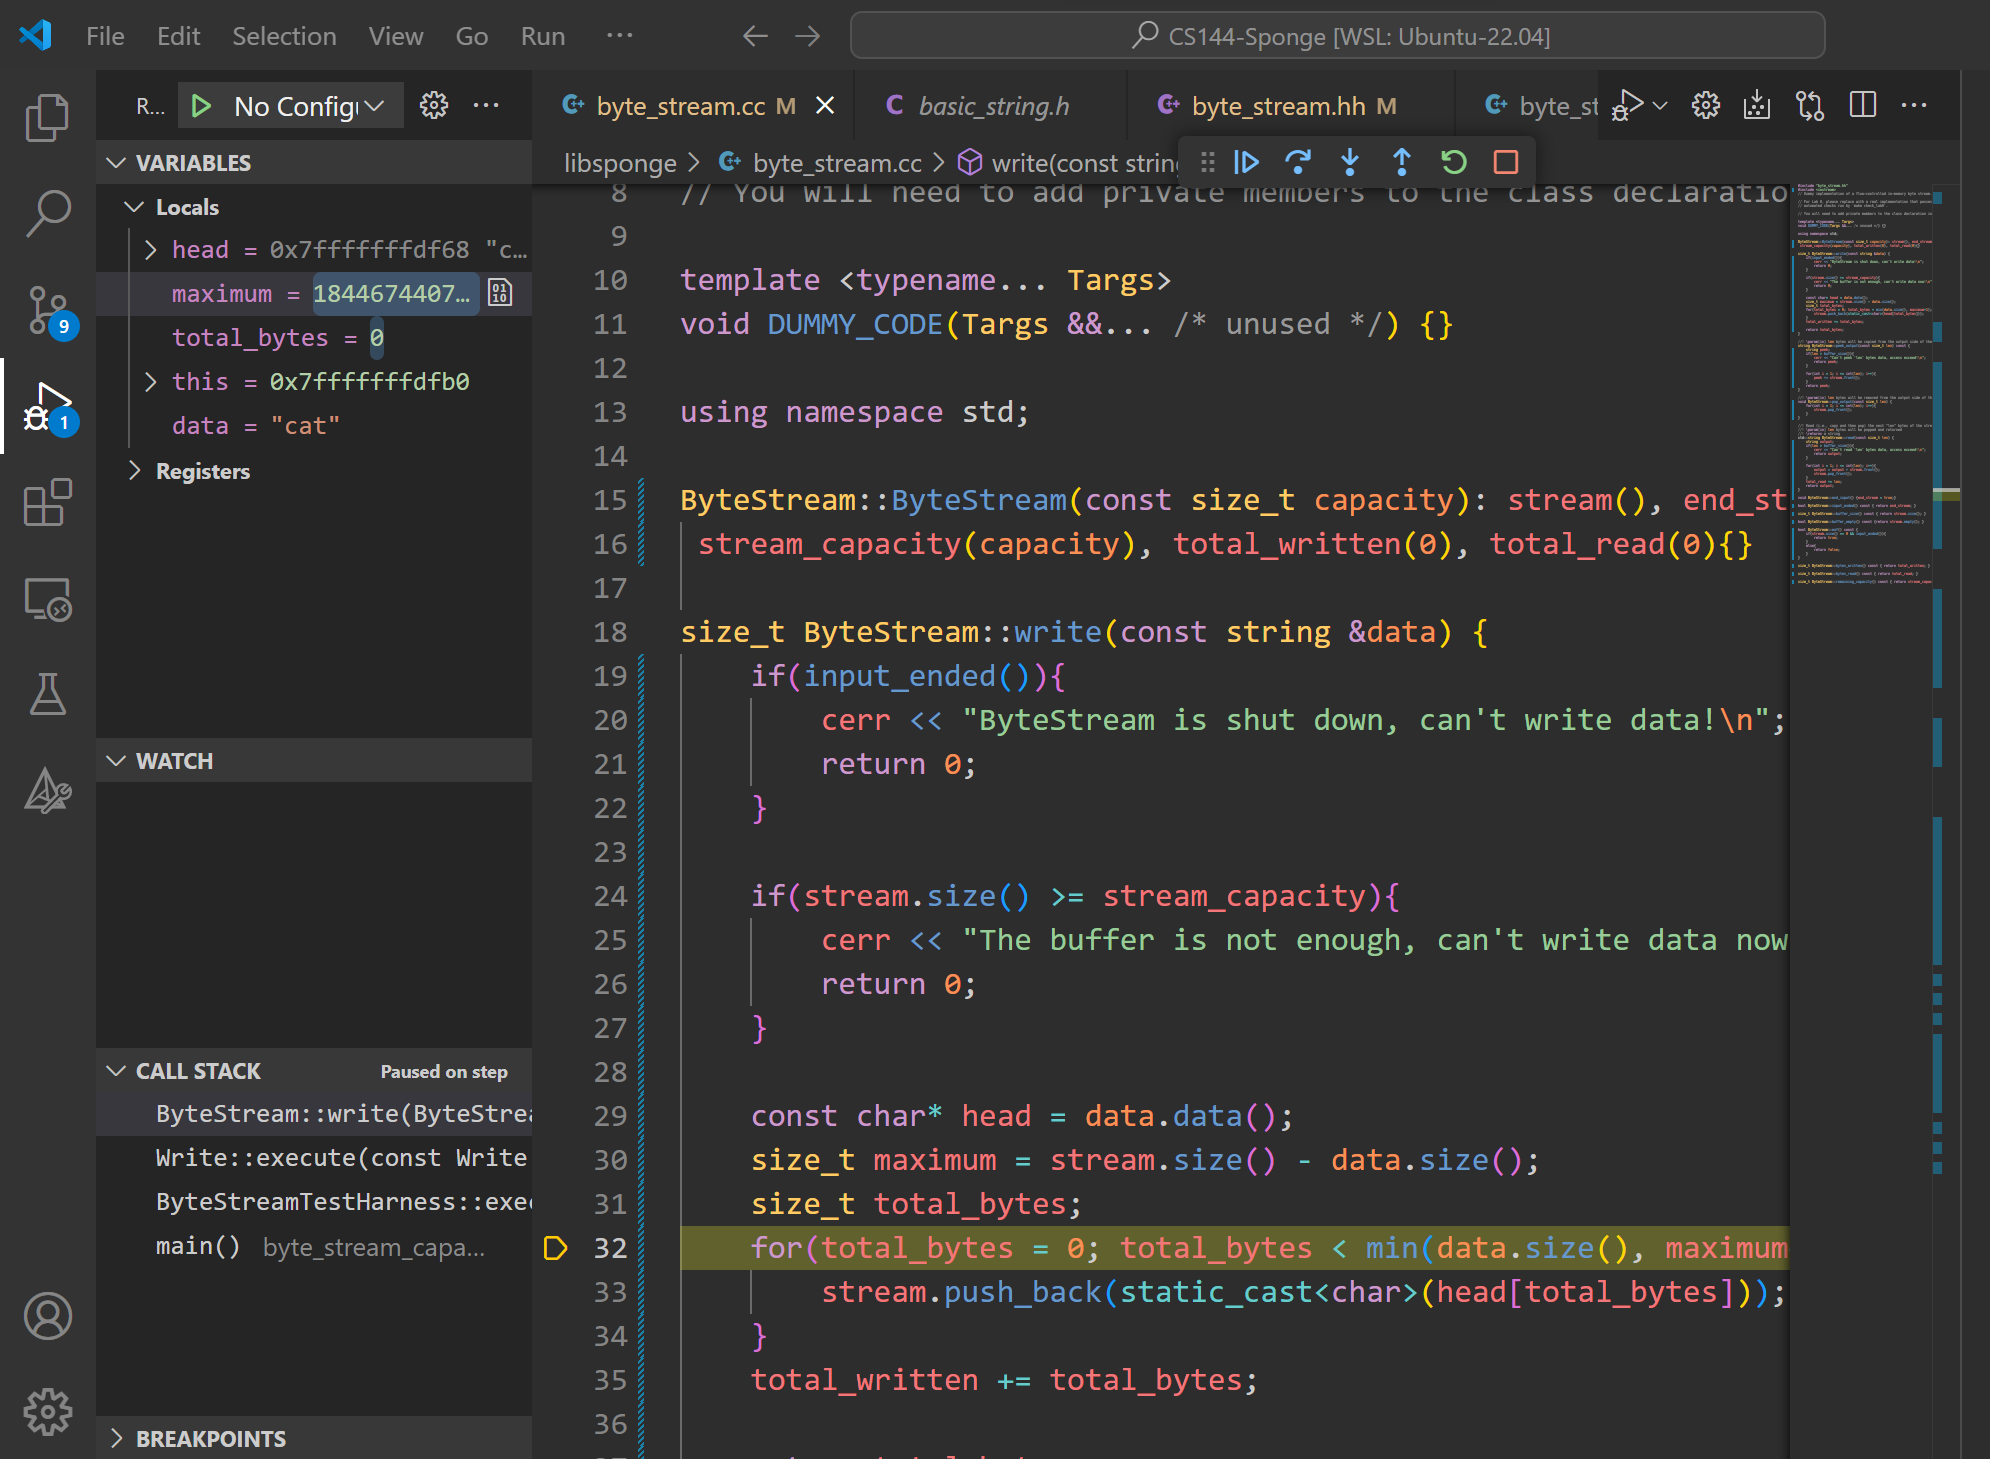 File Edit Selection View Go Run ...
CS144-Sponge [WSL: Ubuntu-22.04]
R... No Config
byte_stream.cc M
basic_string.h
byte_stream.hh M
byte_st
VARIABLES
Locals
head = 0x7fffffffdf68 "c...
maximum = 1844674407...
total_bytes = 0
this = 0x7fffffffdfb0
data = "cat"
Registers
WATCH
CALL STACK Paused on step
ByteStream::write(ByteStrea
Write::execute(const Write
ByteStreamTestHarness::exe
main() byte_stream_capa...
BREAKPOINTS
9
1
libsponge > byte_stream.cc > write(const string
8 // You will need to add private members to the class declaratio
9
10 template <typename... Targs>
11 void DUMMY_CODE(Targs &&... /* unused */) {}
12
13 using namespace std;
14
15 ByteStream::ByteStream(const size_t capacity): stream(), end_st
16 stream_capacity(capacity), total_written(0), total_read(0){}
17
18 size_t ByteStream::write(const string &data) {
19 if(input_ended()){
20 cerr << "ByteStream is shut down, can't write data!\n";
21 return 0;
22 }
23
24 if(stream.size() >= stream_capacity){
25 cerr << "The buffer is not enough, can't write data now
26 return 0;
27 }
28
29 const char* head = data.data();
30 size_t maximum = stream.size() - data.size();
31 size_t total_bytes;
32 for(total_bytes = 0; total_bytes < min(data.size(), maximum
33 stream.push_back(static_cast<char>(head[total_bytes]));
34 }
35 total_written += total_bytes;
36